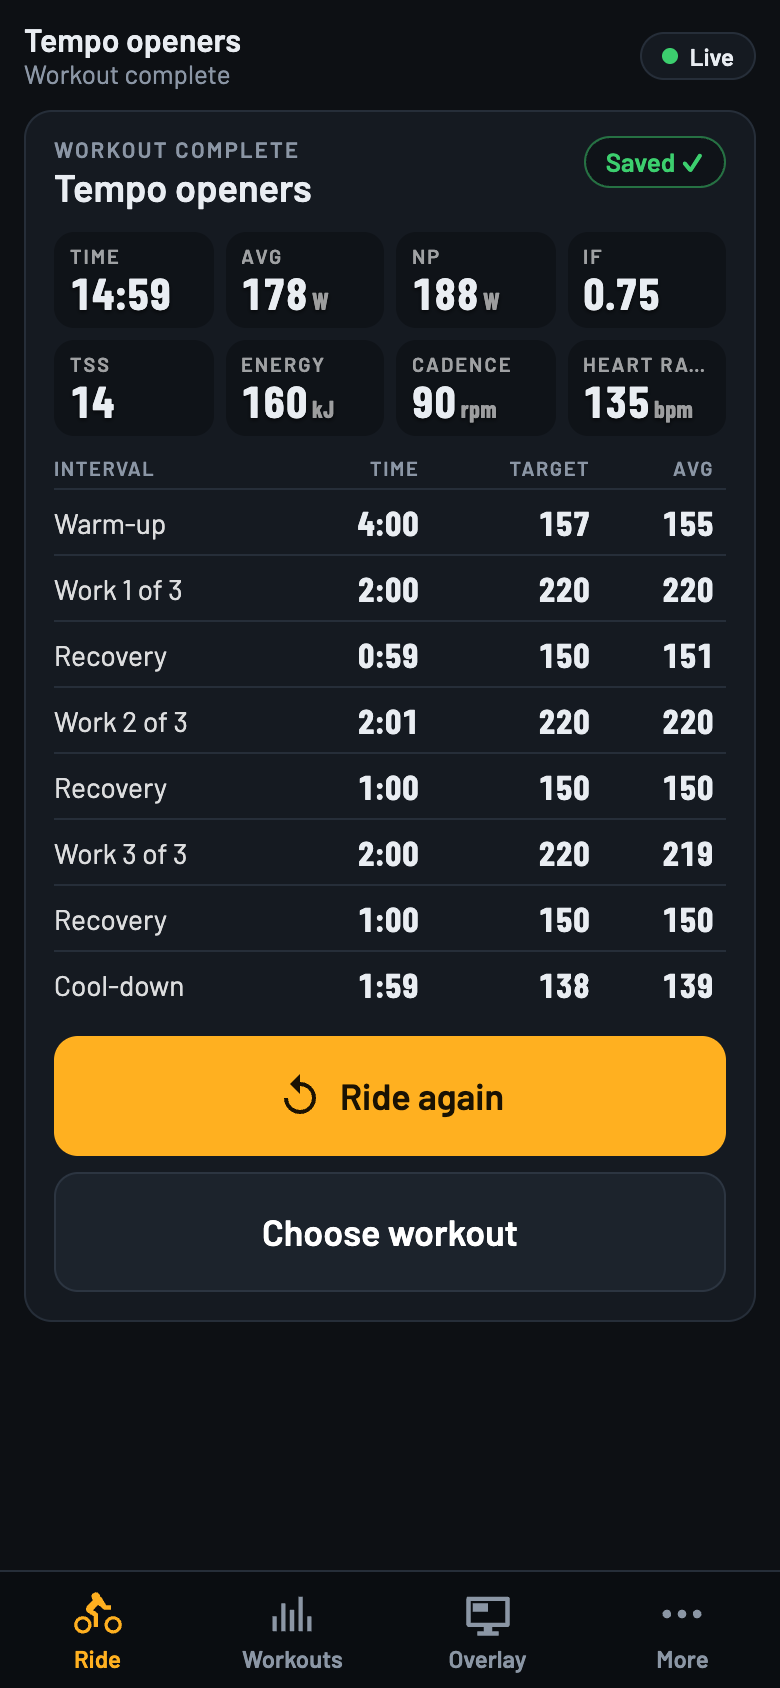 Tempo openers
Workout complete
Live
WORKOUT COMPLETE
Tempo openers
Saved ✓
TIME AVG NP IF
14:59 178 W 188 W 0.75
TSS ENERGY CADENCE HEART RA...
14 160 kJ 90 rpm 135 bpm
INTERVAL TIME TARGET AVG
Warm-up 4:00 157 155
Work 1 of 3 2:00 220 220
Recovery 0:59 150 151
Work 2 of 3 2:01 220 220
Recovery 1:00 150 150
Work 3 of 3 2:00 220 219
Recovery 1:00 150 150
Cool-down 1:59 138 139
Ride again
Choose workout
Ride Workouts Overlay More